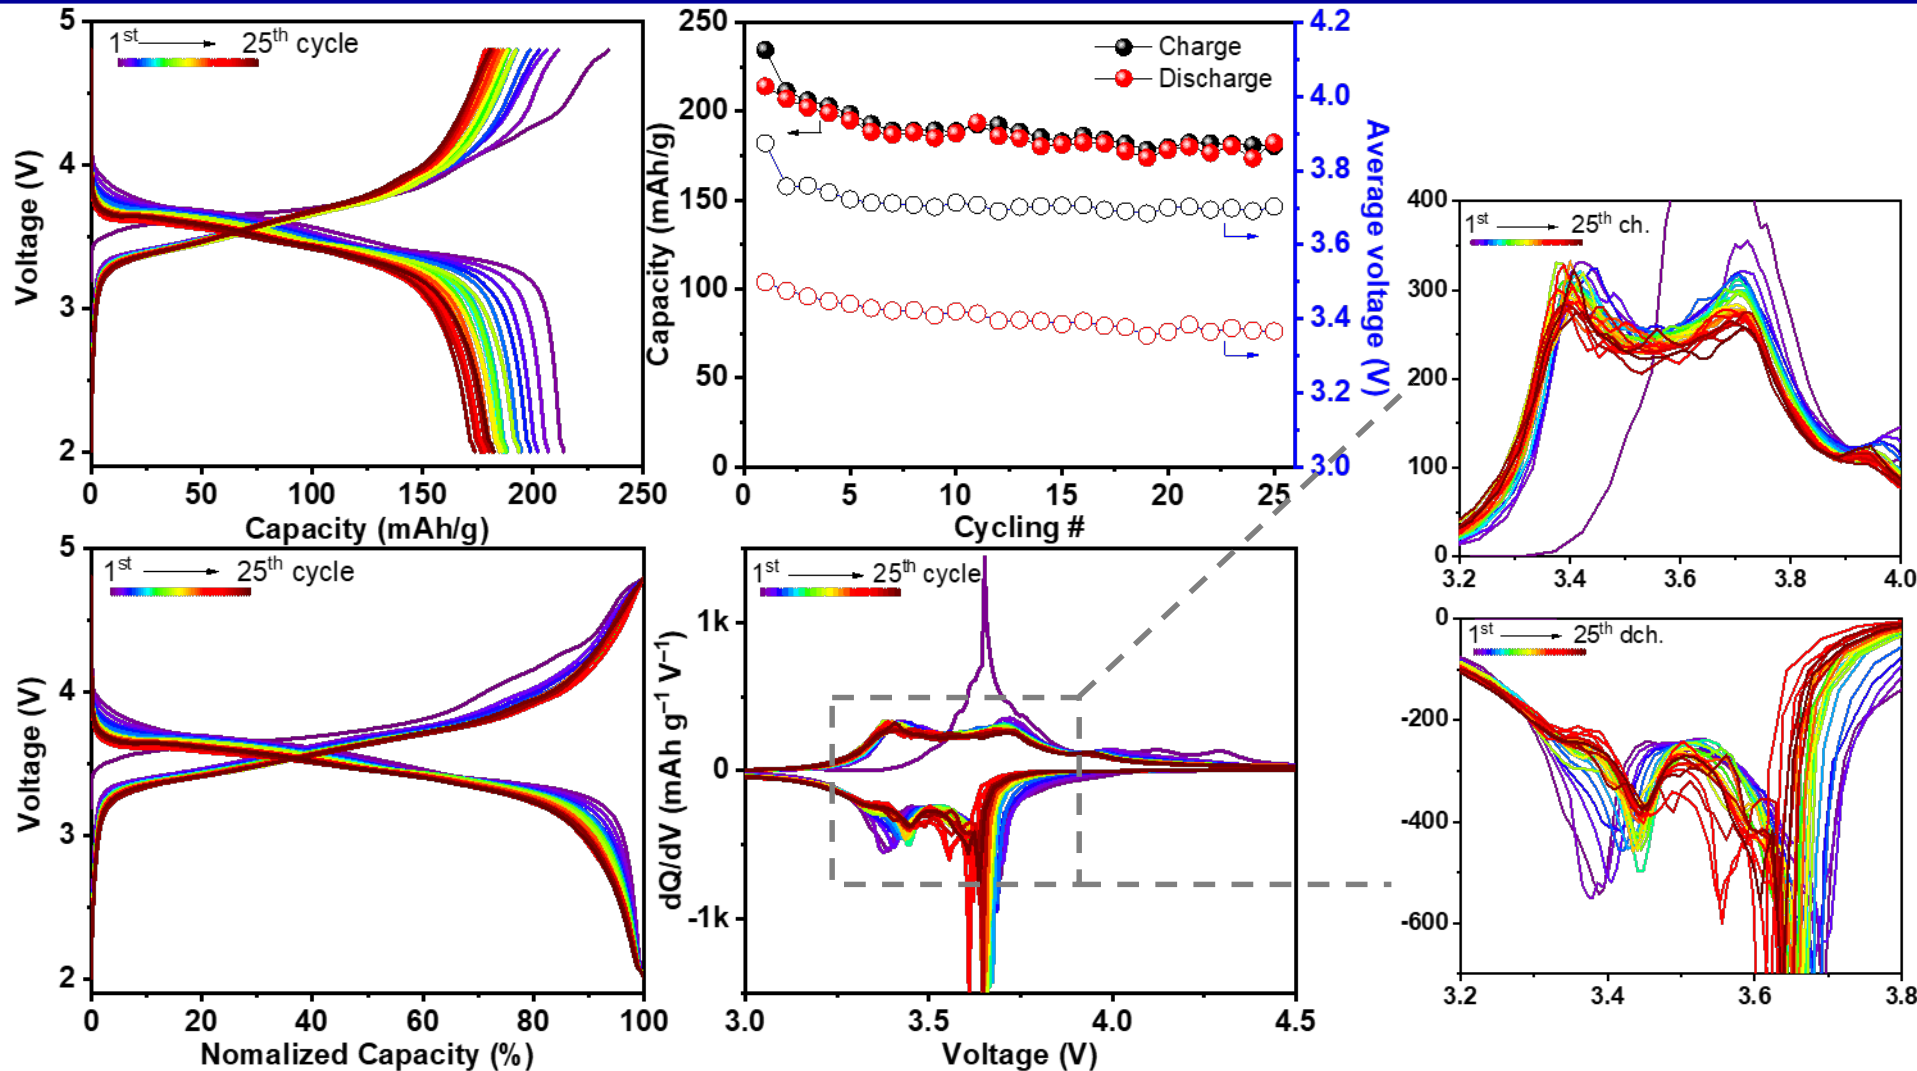 5
4
3
2
Voltage (V)
1st → 25th cycle
0 50 100 150 200 250
Capacity (mAh/g)
250
200
150
100
50
0
Capacity (mAh/g)
Charge
Discharge
4.2
4.0
3.8
3.6
3.4
3.2
3.0
Average voltage (V)
0 5 10 15 20 25
Cycling #
400
300
200
100
0
1st → 25th ch.
3.2 3.4 3.6 3.8 4.0
5
4
3
2
Voltage (V)
1st → 25th cycle
0 20 40 60 80 100
Nomalized Capacity (%)
1k
0
-1k
dQ/dV (mAh g−1 V−1)
1st → 25th cycle
3.0 3.5 4.0 4.5
Voltage (V)
0
-200
-400
-600
1st → 25th dch.
3.2 3.4 3.6 3.8